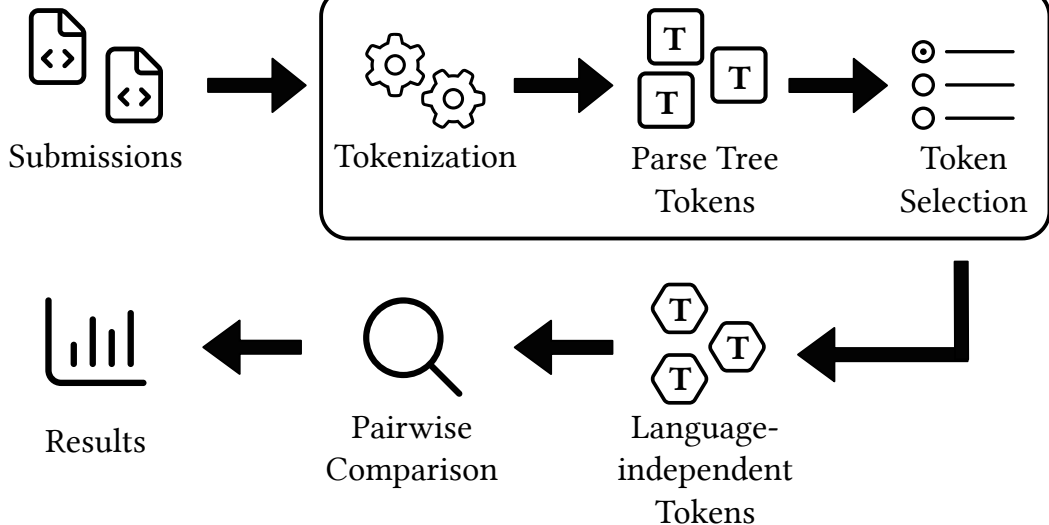 T
T
T
Submissions
Tokenization
Parse Tree
Tokens
Token
Selection
T
T
T
Results
Pairwise
Comparison
Language-
independent
Tokens